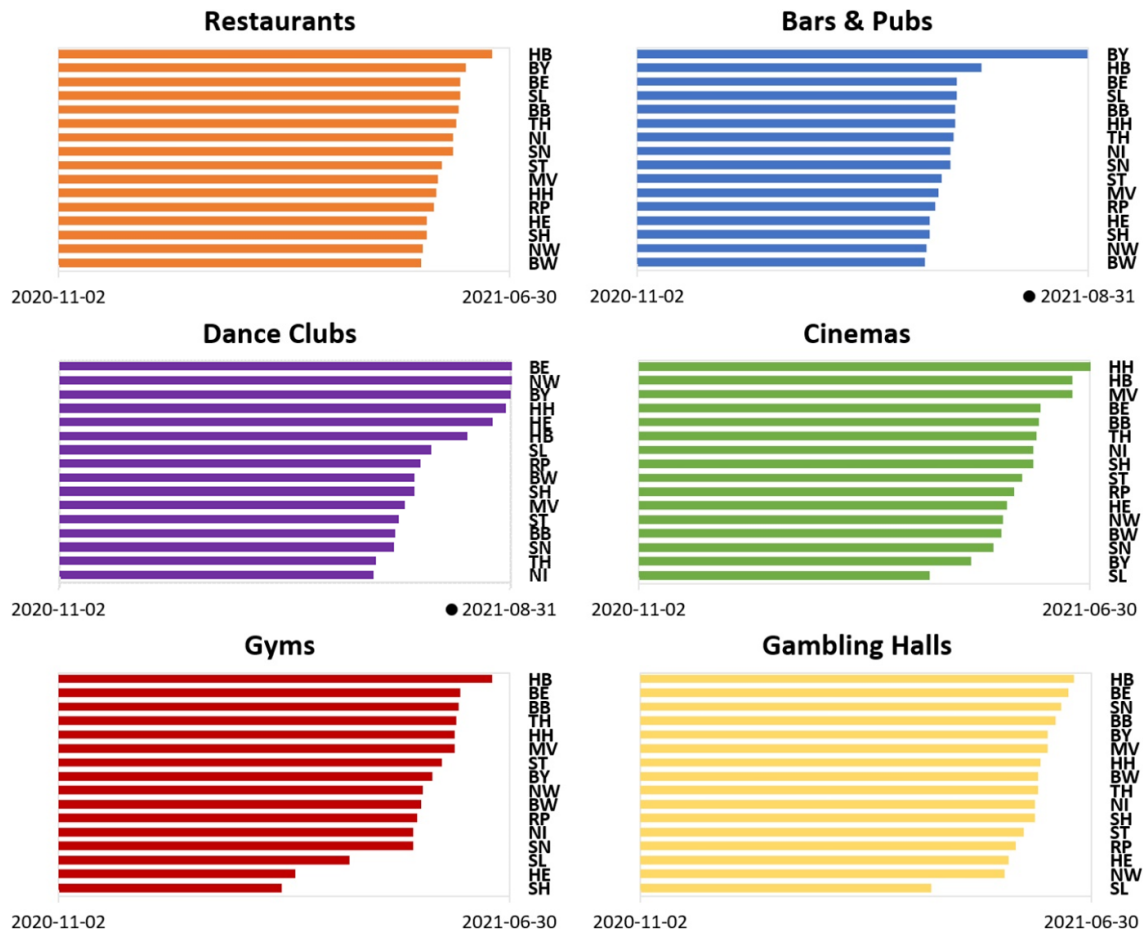 Restaurants
HB
BY
BE
SL
BB
TH
NI
SN
ST
MV
HH
RP
HE
SH
NW
BW
2020-11-02 2021-06-30
Bars & Pubs
BY
HB
BE
SL
BB
HH
TH
NI
SN
ST
MV
RP
HE
SH
NW
BW
2020-11-02 ● 2021-08-31
Dance Clubs
BE
NW
BY
HH
HE
HB
SL
RP
BW
SH
MV
ST
BB
SN
TH
NI
2020-11-02 ● 2021-08-31
Cinemas
HH
HB
MV
BE
BB
TH
NI
SH
ST
RP
HE
NW
BW
SN
BY
SL
2020-11-02 2021-06-30
Gyms
HB
BE
BB
TH
HH
MV
ST
BY
NW
BW
RP
NI
SN
SL
HE
SH
2020-11-02 2021-06-30
Gambling Halls
HB
BE
SN
BB
BY
MV
HH
BW
TH
NI
SH
ST
RP
HE
NW
SL
2020-11-02 2021-06-30